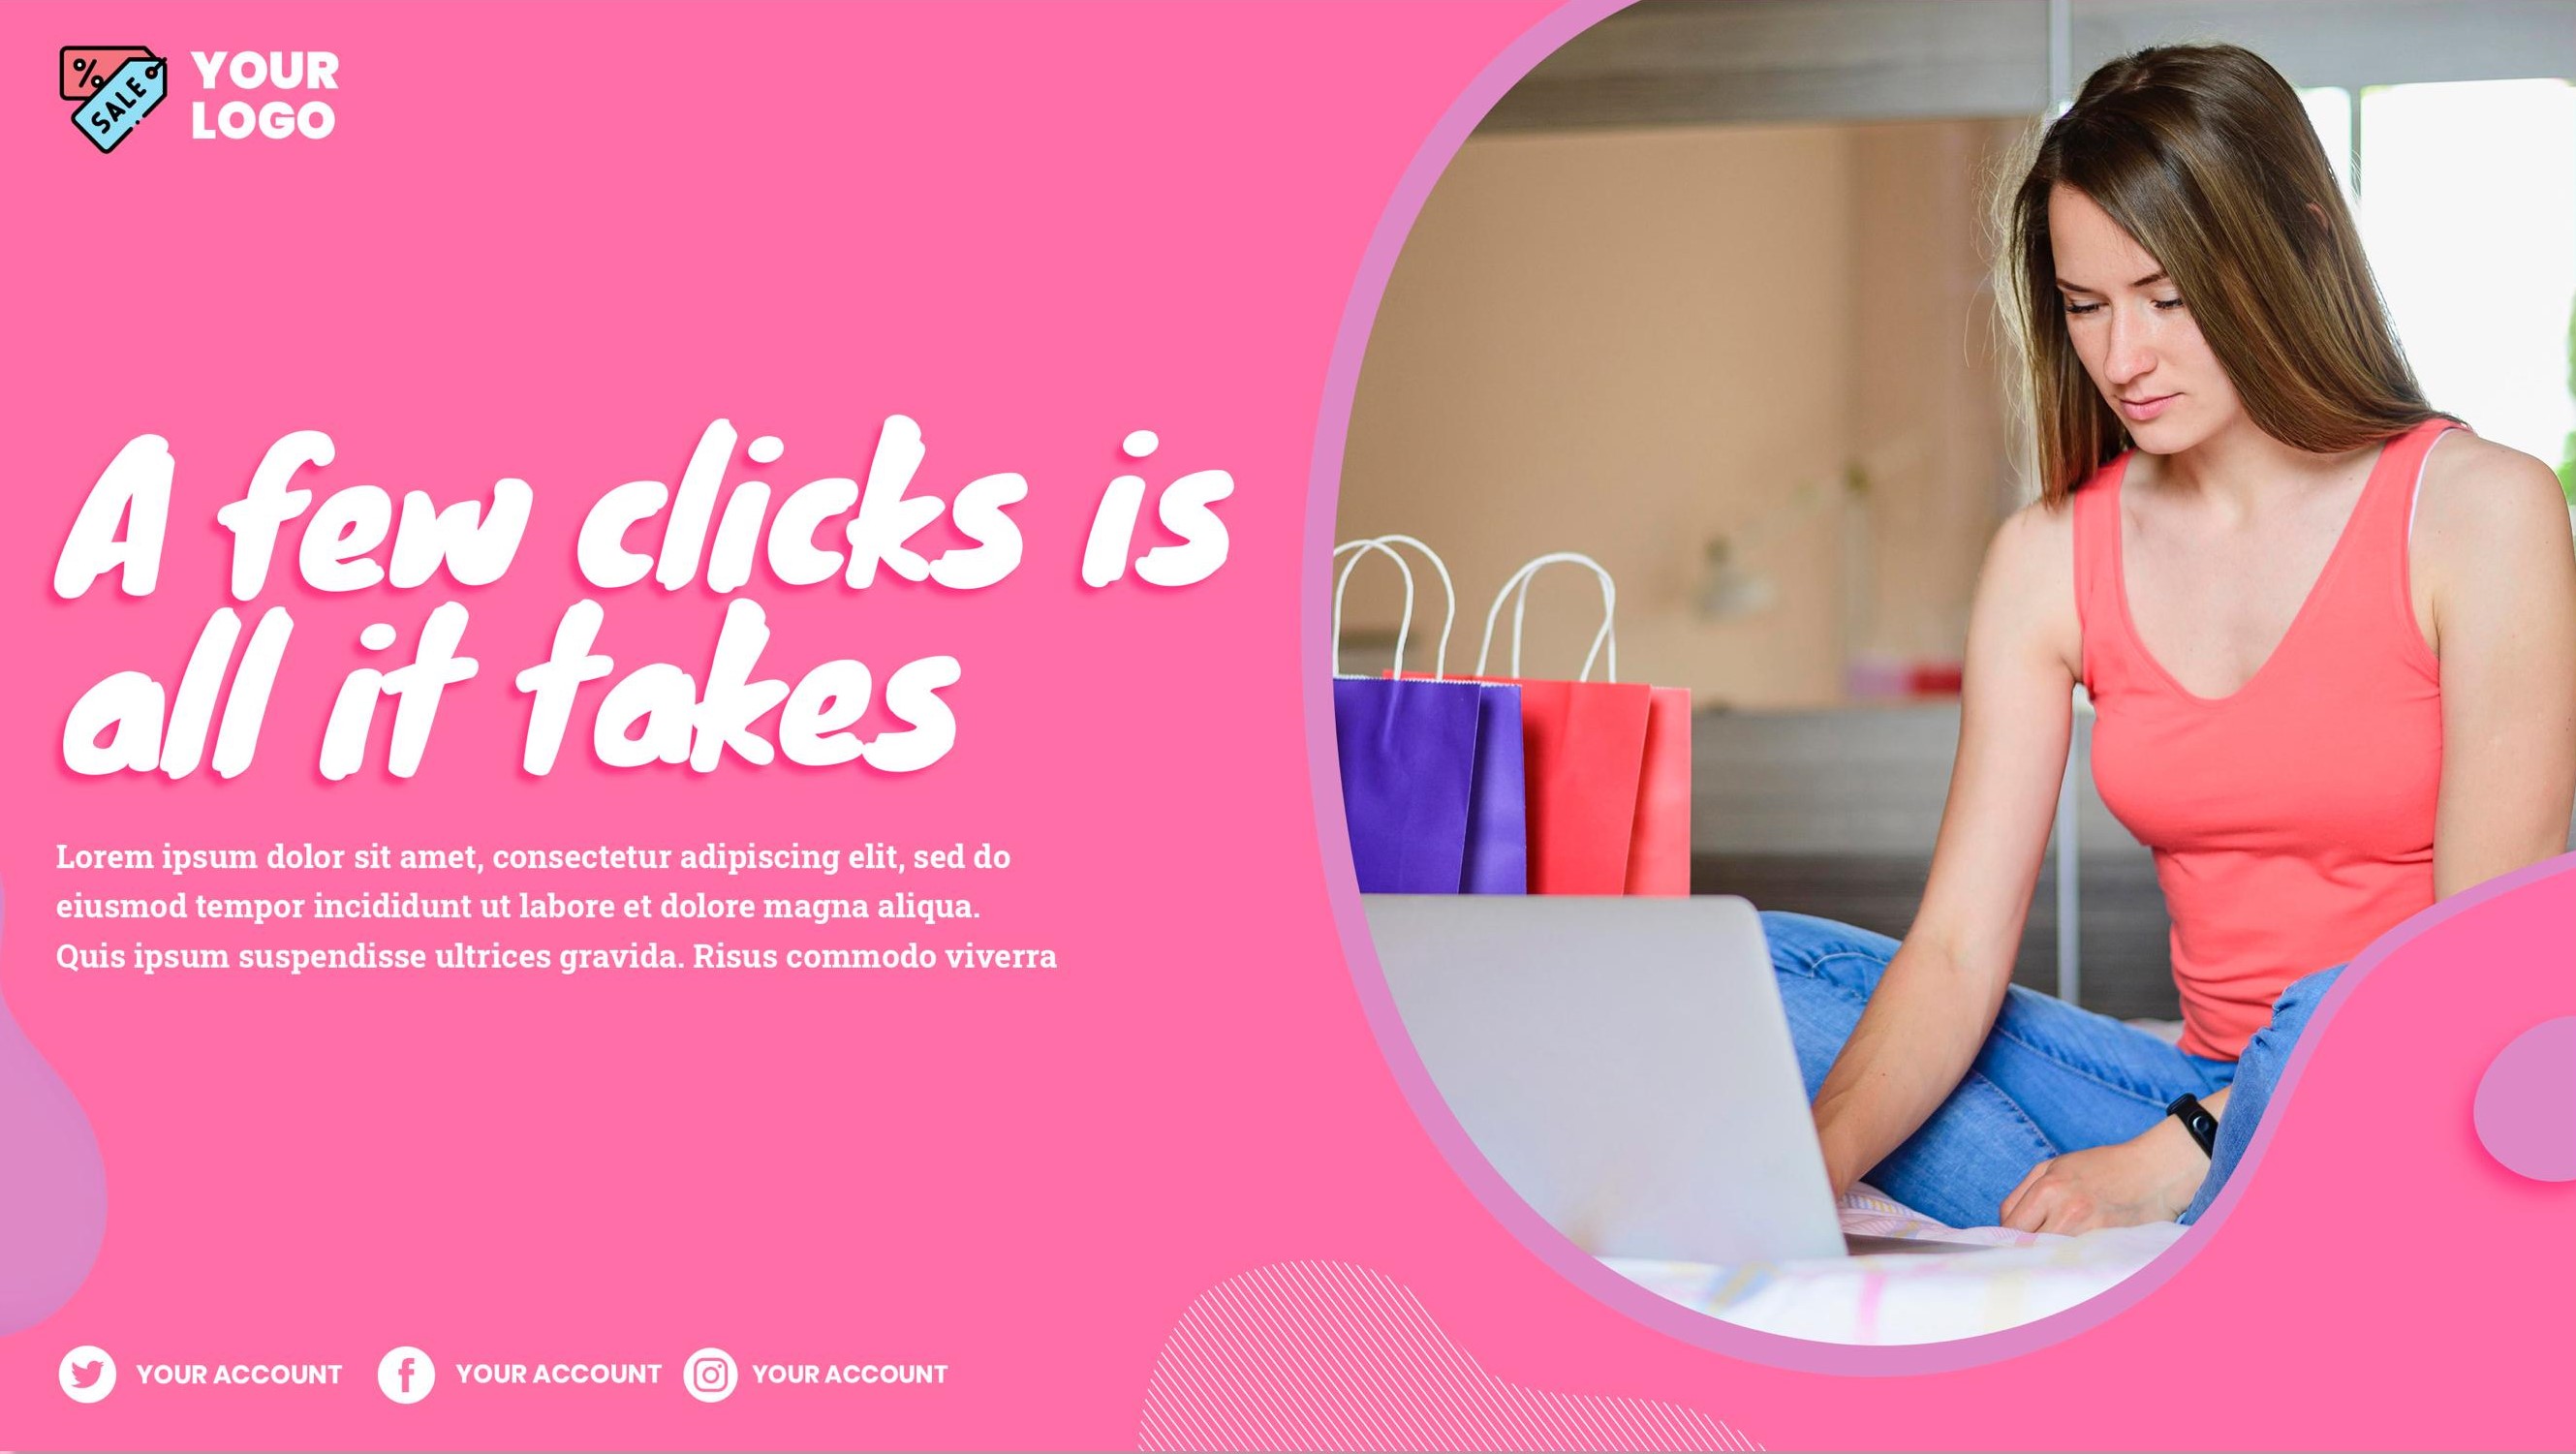 %
SALE
YOUR
LOGO
A few clicks is
all it takes
Lorem ipsum dolor sit amet, consectetur adipiscing elit, sed do
eiusmod tempor incididunt ut labore et dolore magna aliqua.
Quis ipsum suspendisse ultrices gravida. Risus commodo viverra
YOUR ACCOUNT YOUR ACCOUNT YOUR ACCOUNT